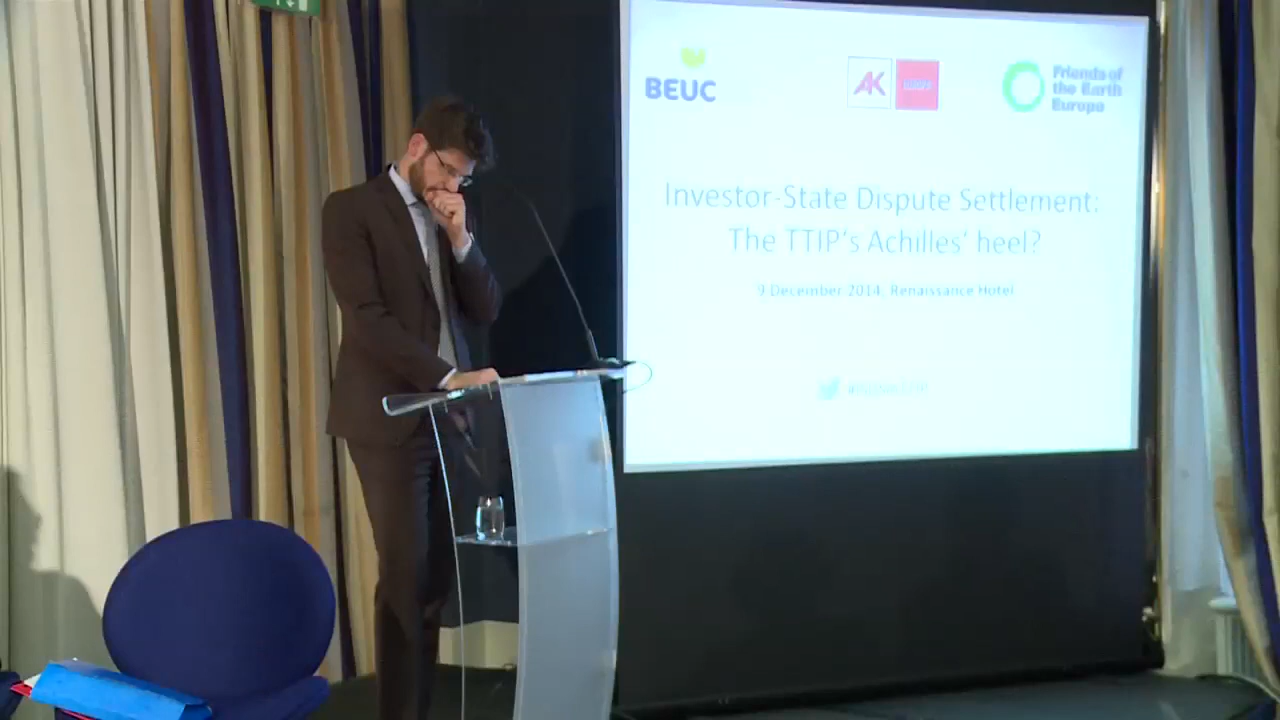 BEUC
AK
Friends of
the Earth
Europe
Investor-State Dispute Settlement:
The TTIP's Achilles' heel?
9 December 2014, Renaissance Hotel